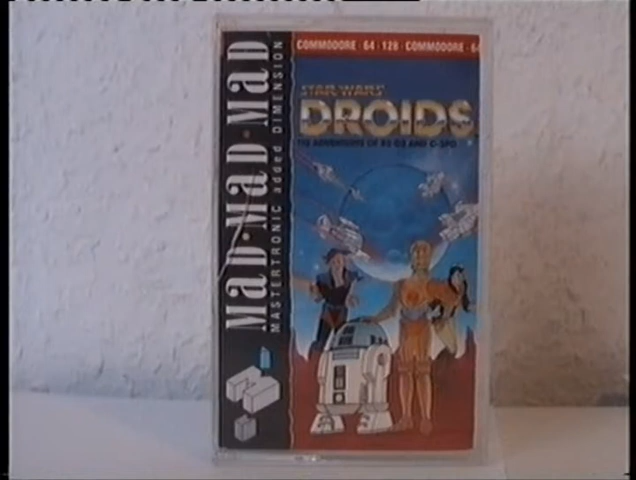 COMMODORE · 64 · 128 · COMMODORE · 64
STAR WARS
DROIDS
THE ADVENTURES OF R2-D2 AND C-3PO
MaD·MaD·MaD
MASTERTRONIC added DIMENSION